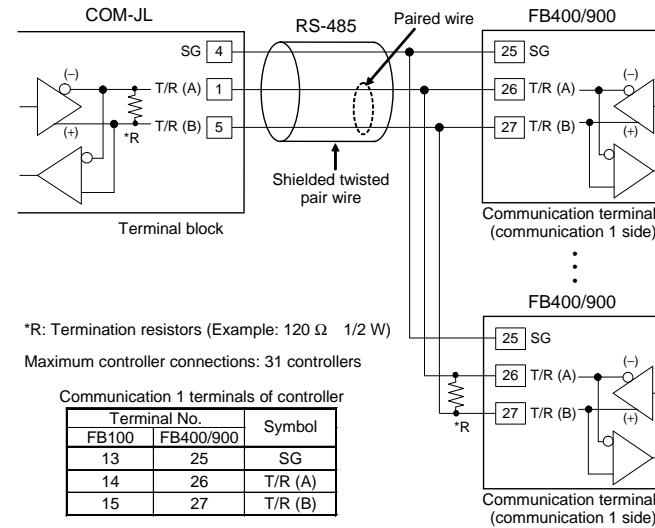 COM-JL
RS-485
Paired wire
FB400/900
SG 4
T/R (A) 1
T/R (B) 5
(−)
(+)
*R
Terminal block
Shielded twisted
pair wire
25 SG
26 T/R (A)
27 T/R (B)
(−)
(+)
Communication terminal
(communication 1 side)
FB400/900
25 SG
26 T/R (A)
27 T/R (B)
(−)
(+)
*R
Communication terminal
(communication 1 side)
*R: Termination resistors (Example: 120 Ω 1/2 W)
Maximum controller connections: 31 controllers
Communication 1 terminals of controller
Terminal No. Symbol
FB100 FB400/900
13 25 SG
14 26 T/R (A)
15 27 T/R (B)